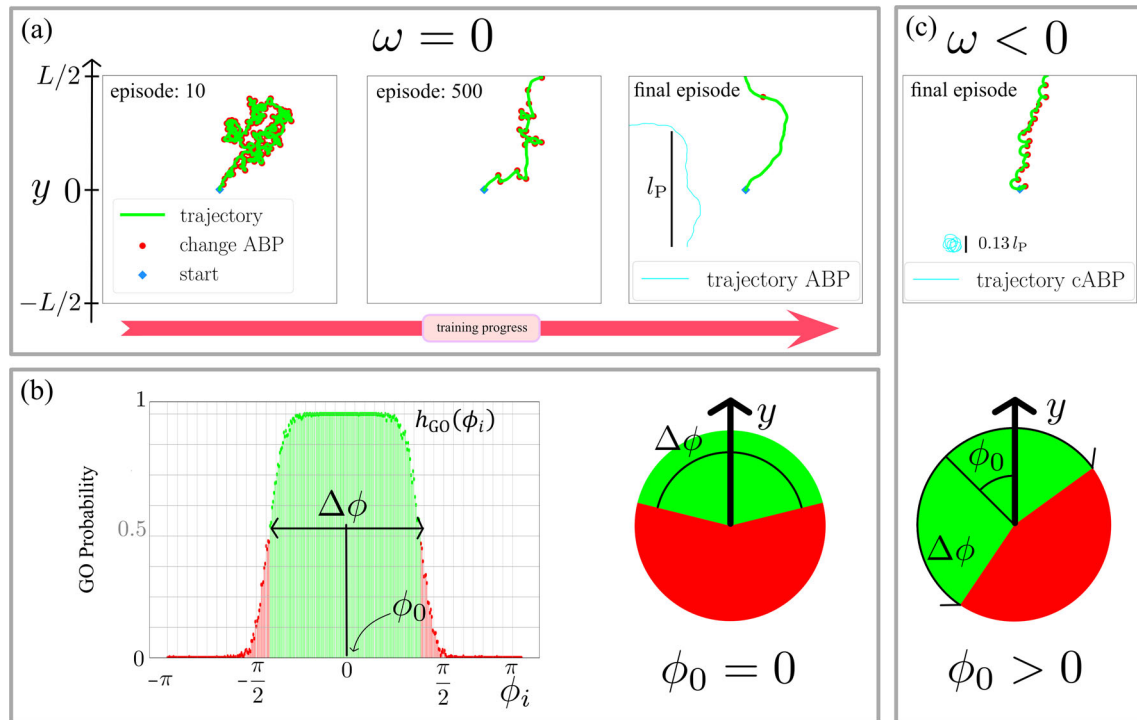 (a)
ω = 0
L/2
y 0
−L/2
episode: 10
trajectory
change ABP
start
episode: 500
final episode
l_P
trajectory ABP
training progress
(b)
GO Probability
1
0.5
0
h_GO(ϕ_i)
Δϕ
ϕ_0
−π
−π/2
0
π/2
π
ϕ_i
y
Δϕ
ϕ_0 = 0
(c)
ω < 0
final episode
0.13 l_P
trajectory cABP
y
ϕ_0
Δϕ
ϕ_0 > 0